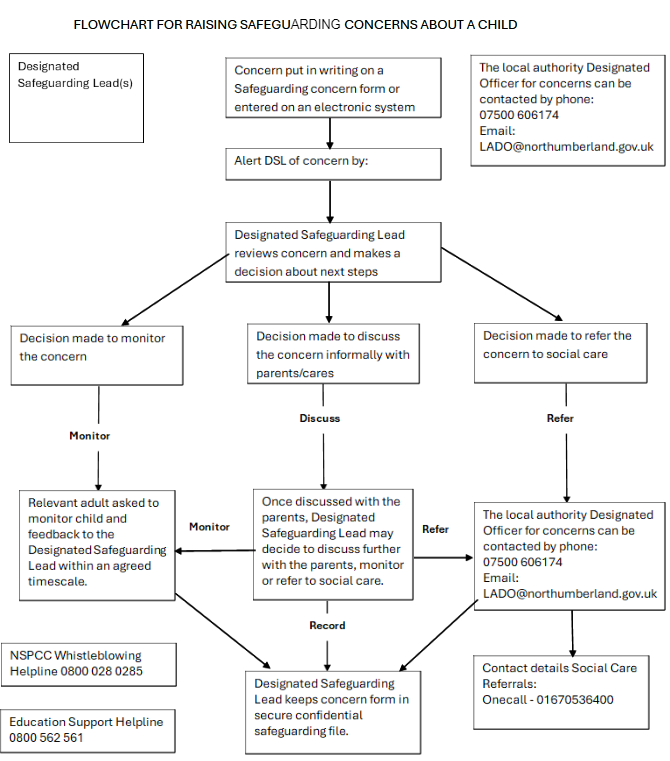 FLOWCHART FOR RAISING SAFEGUARDING CONCERNS ABOUT A CHILD
Designated
Safeguarding Lead(s)
Concern put in writing on a
Safeguarding concern form or
entered on an electronic system
The local authority Designated
Officer for concerns can be
contacted by phone:
07500 606174
Email:
LADO@northumberland.gov.uk
Alert DSL of concern by:
Designated Safeguarding Lead
reviews concern and makes a
decision about next steps
Decision made to monitor
the concern
Decision made to discuss
the concern informally with
parents/cares
Decision made to refer the
concern to social care
Monitor
Discuss
Refer
Relevant adult asked to
monitor child and
feedback to the
Designated Safeguarding
Lead within an agreed
timescale.
Monitor
Once discussed with the
parents, Designated
Safeguarding Lead may
decide to discuss further
with the parents, monitor
or refer to social care.
Refer
The local authority Designated
Officer for concerns can be
contacted by phone:
07500 606174
Email:
LADO@northumberland.gov.uk
Record
NSPCC Whistleblowing
Helpline 0800 028 0285
Designated Safeguarding
Lead keeps concern form in
secure confidential
safeguarding file.
Contact details Social Care
Referrals:
Onecall - 01670536400
Education Support Helpline
0800 562 561